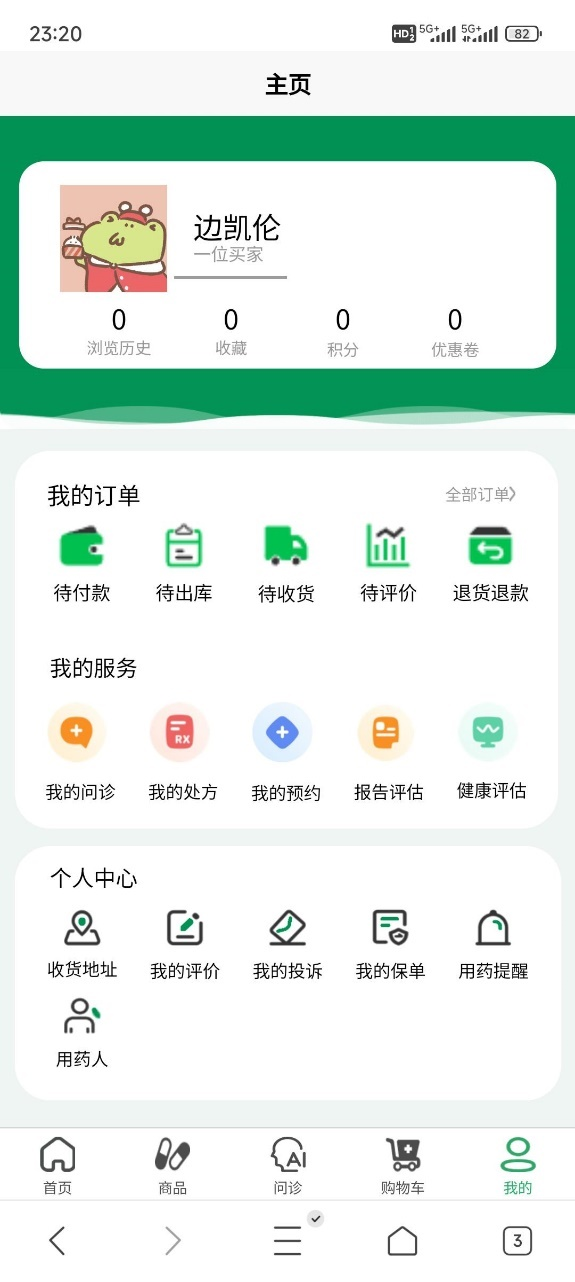 23:20
HD 1 2 5G+ 5G+ 82
主页
边凯伦
一位买家
0 0 0 0
浏览历史 收藏 积分 优惠卷
我的订单 全部订单
待付款 待出库 待收货 待评价 退货退款
我的服务
RX
我的问诊 我的处方 我的预约 报告评估 健康评估
个人中心
收货地址 我的评价 我的投诉 我的保单 用药提醒
用药人
AI
首页 商品 问诊 购物车 我的
3